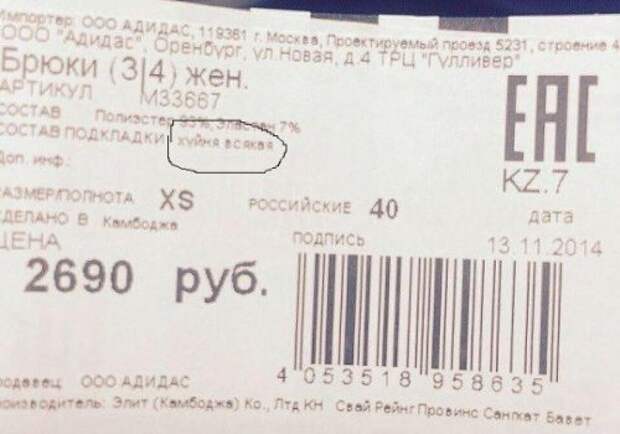 Импортер: ООО АДИДАС, 119361 г. Москва, Проектируемый проезд 5231, строение 4
ООО "Адидас", Оренбург, ул.Новая, д.4 ТРЦ "Гулливер"
Брюки (3|4) жен.
АРТИКУЛ M33667
СОСТАВ Полиэстер 93%, Эластан 7%
СОСТАВ ПОДКЛАДКИ хуйня всякая
Доп. инф.:
РАЗМЕР/ПОЛНОТА XS РОССИЙСКИЕ 40
СДЕЛАНО В Камбоджа
ЦЕНА
2690 руб.
EAC
KZ.7
дата
ПОДПИСЬ 13.11.2014
4 053518 958635
Продавец: ООО АДИДАС
Производитель: Элит (Камбоджа) Ко., Лтд KH Свай Риенг Провинс Сангкат Бавет